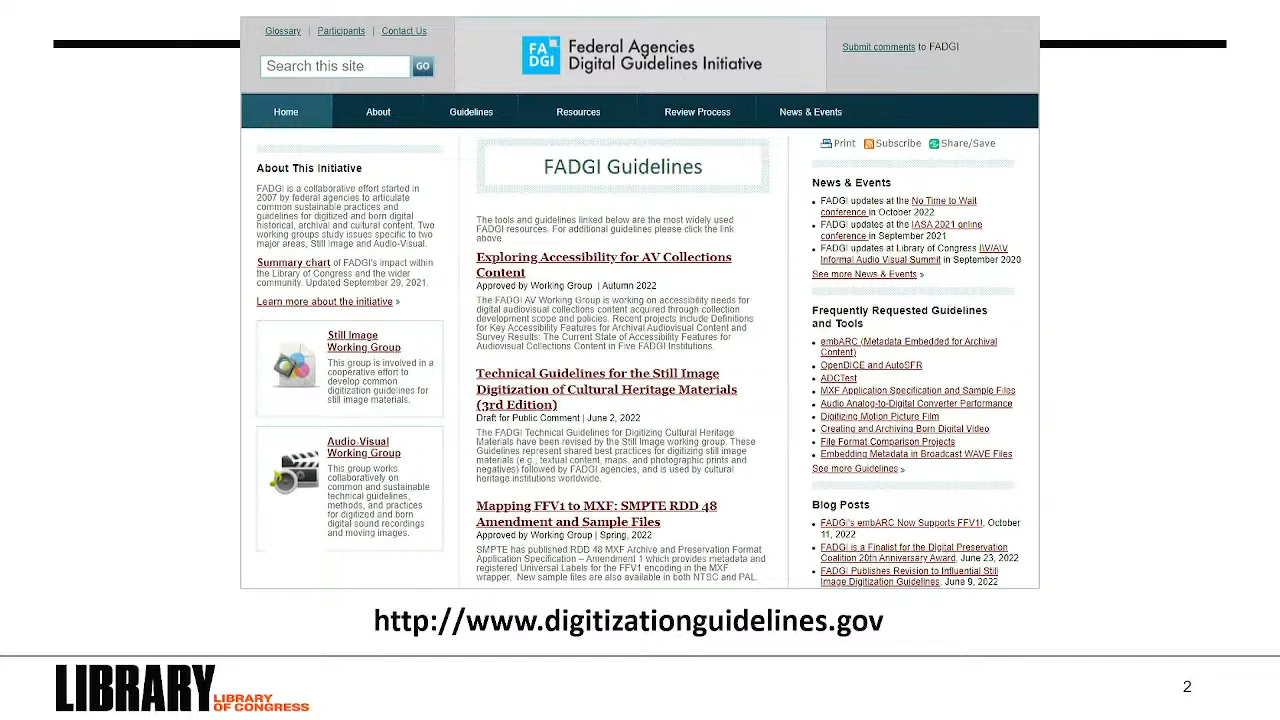 Glossary | Participants | Contact Us
Search this site GO
FADGI
Federal Agencies
Digital Guidelines Initiative
Submit comments to FADGI
Home About Guidelines Resources Review Process News & Events
About This Initiative
FADGI is a collaborative effort started in
2007 by federal agencies to articulate
common sustainable practices and
guidelines for digitized and born digital
historical, archival and cultural content. Two
working groups study issues specific to two
major areas, Still Image and Audio-Visual.
Summary chart of FADGI's impact within
the Library of Congress and the wider
community. Updated September 29, 2021.
Learn more about the initiative »
Still Image
Working Group
This group is involved in a
cooperative effort to
develop common
digitization guidelines for
still image materials.
Audio-Visual
Working Group
This group works
collaboratively on
common and sustainable
technical guidelines,
methods, and practices
for digitized and born
digital sound recordings
and moving images.
FADGI Guidelines
The tools and guidelines linked below are the most widely used
FADGI resources. For additional guidelines please click the link
above.
Exploring Accessibility for AV Collections
Content
Approved by Working Group | Autumn 2022
The FADGI AV Working Group is working on accessibility needs for
digital audiovisual collections content acquired through collection
development scope and policies. Recent projects include Definitions
for Key Accessibility Features for Archival Audiovisual Content and
Survey Results: The Current State of Accessibility Features for
Audiovisual Collections Content in Five FADGI Institutions.
Technical Guidelines for the Still Image
Digitization of Cultural Heritage Materials
(3rd Edition)
Draft for Public Comment | June 2, 2022
The FADGI Technical Guidelines for Digitizing Cultural Heritage
Materials have been revised by the Still Image working group. These
Guidelines represent shared best practices for digitizing still image
materials (e.g., textual content, maps, and photographic prints and
negatives) followed by FADGI agencies, and is used by cultural
heritage institutions worldwide.
Mapping FFV1 to MXF: SMPTE RDD 48
Amendment and Sample Files
Approved by Working Group | Spring, 2022
SMPTE has published RDD 48 MXF Archive and Preservation Format
Application Specification – Amendment 1 which provides metadata and
registered Universal Labels for the FFV1 encoding in the MXF
wrapper. New sample files are also available in both NTSC and PAL.
Print Subscribe Share/Save
News & Events
• FADGI updates at the No Time to Wait
conference in October 2022
• FADGI updates at the IASA 2021 online
conference in September 2021
• FADGI updates at Library of Congress I\V/A\V
Informal Audio Visual Summit in September 2020
See more News & Events »
Frequently Requested Guidelines
and Tools
• embARC (Metadata Embedded for Archival
Content)
• OpenDICE and AutoSFR
• ADCTest
• MXF Application Specification and Sample Files
• Audio Analog-to-Digital Converter Performance
• Digitizing Motion Picture Film
• Creating and Archiving Born Digital Video
• File Format Comparison Projects
• Embedding Metadata in Broadcast WAVE Files
See more Guidelines »
Blog Posts
• FADGI's embARC Now Supports FFV1!, October
11, 2022
• FADGI is a Finalist for the Digital Preservation
Coalition 20th Anniversary Award, June 23, 2022
• FADGI Publishes Revision to Influential Still
Image Digitization Guidelines, June 9, 2022
http://www.digitizationguidelines.gov
LIBRARY
LIBRARY
OF CONGRESS
2